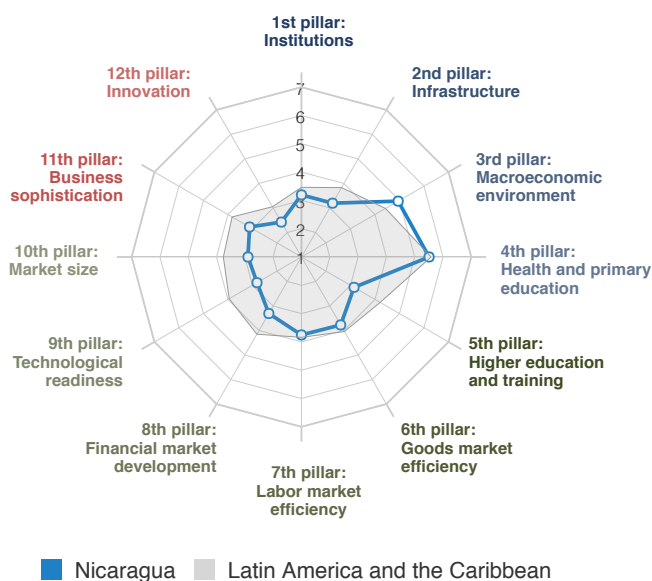 1st pillar:
Institutions
12th pillar:
Innovation
2nd pillar:
Infrastructure
11th pillar:
Business
sophistication
3rd pillar:
Macroeconomic
environment
10th pillar:
Market size
4th pillar:
Health and primary
education
9th pillar:
Technological
readiness
5th pillar:
Higher education
and training
8th pillar:
Financial market
development
6th pillar:
Goods market
efficiency
7th pillar:
Labor market
efficiency
7
6
5
4
3
2
1
Nicaragua
Latin America and the Caribbean